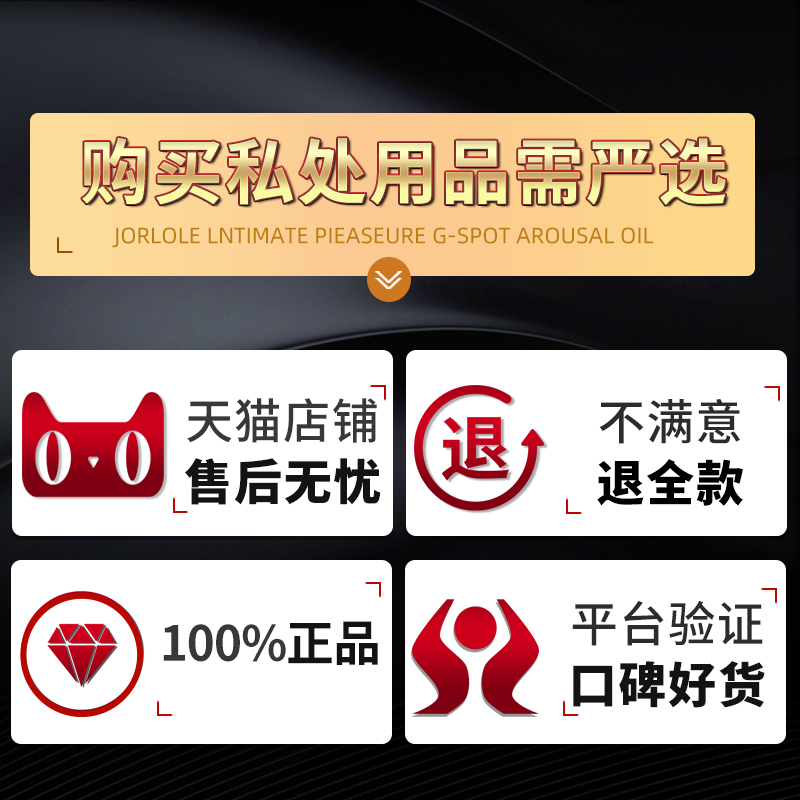 购买私处用品需严选
JORLOLE LNTIMATE PIEASEURE G-SPOT AROUSAL OIL
天猫店铺
售后无忧
退
不满意
退全款
100%正品
平台验证
口碑好货